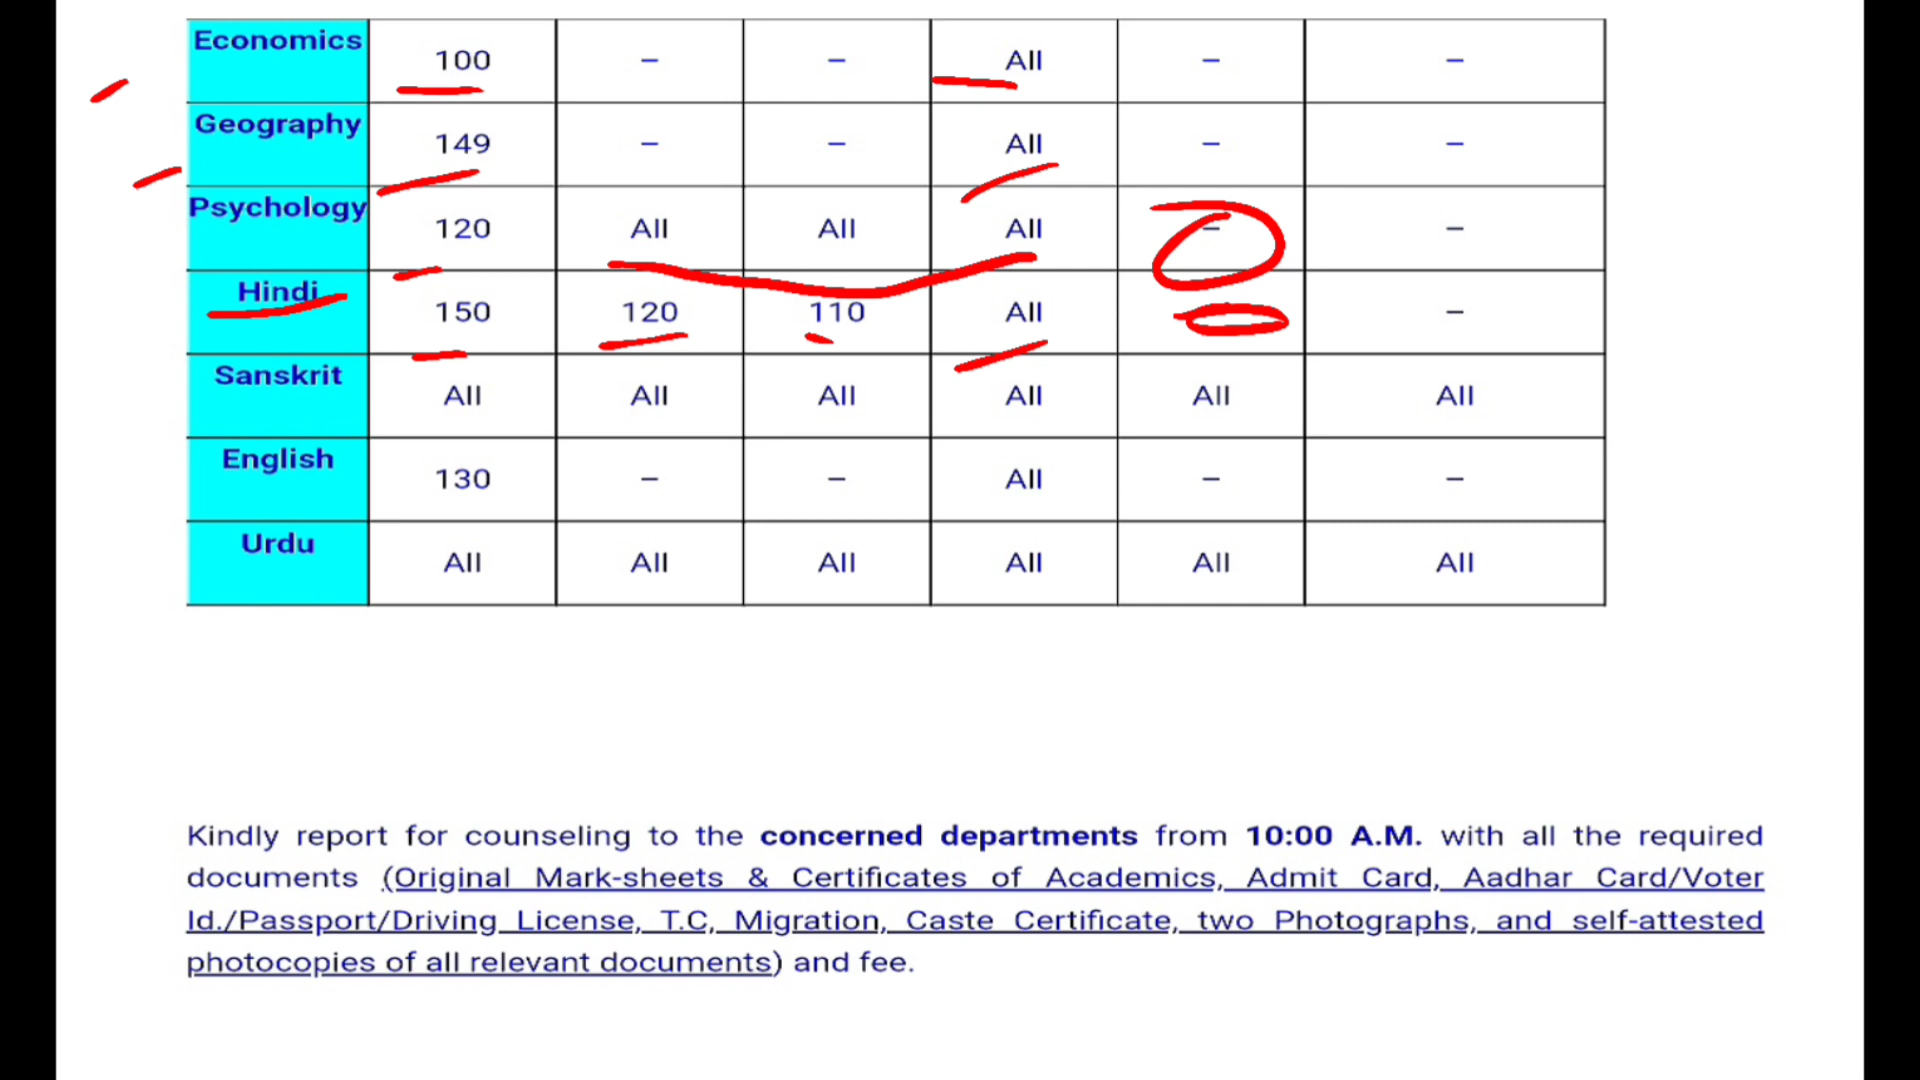 Economics 100 – – All – –
Geography 149 – – All – –
Psychology 120 All All All – –
Hindi 150 120 110 All –
Sanskrit All All All All All All
English 130 – – All – –
Urdu All All All All All All
Kindly report for counseling to the concerned departments from 10:00 A.M. with all the required
documents (Original Mark-sheets & Certificates of Academics, Admit Card, Aadhar Card/Voter
Id./Passport/Driving License, T.C, Migration, Caste Certificate, two Photographs, and self-attested
photocopies of all relevant documents) and fee.